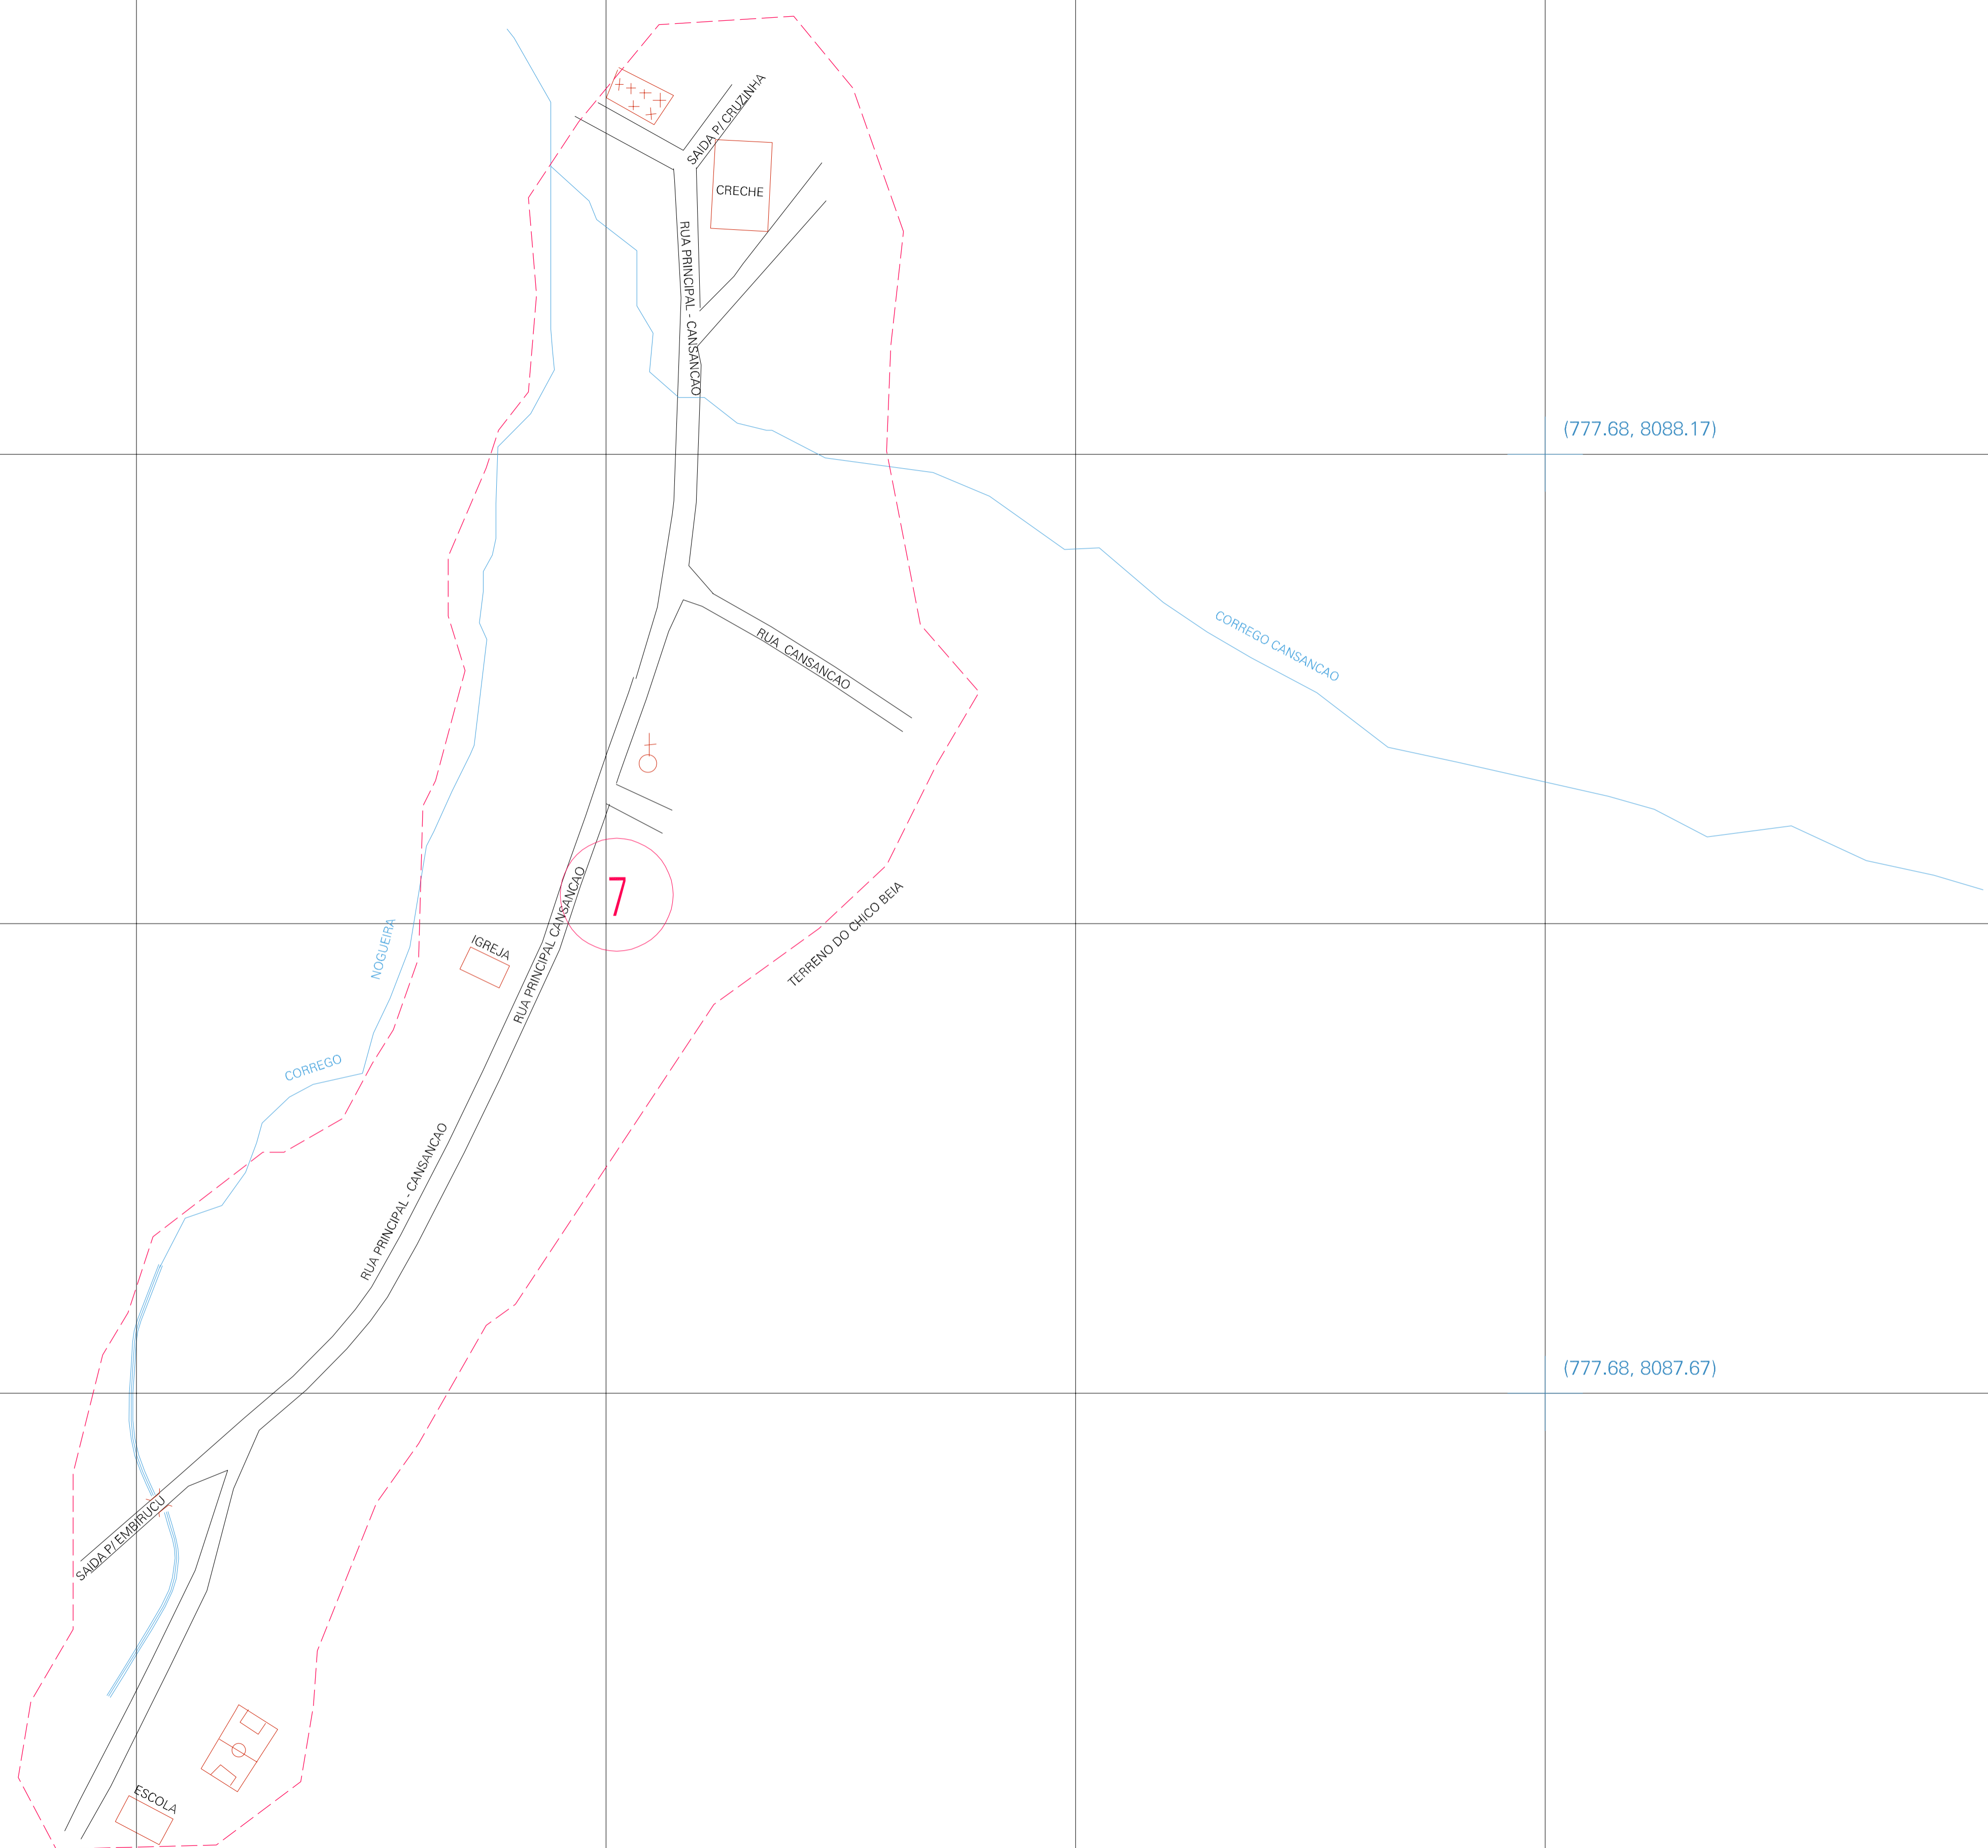 SAIDA P/ CRUZINHA
CRECHE
RUA PRINCIPAL - CANSANCAO
(777.68, 8088.17)
CORREGO CANSANCAO
RUA CANSANCAO
7
RUA PRINCIPAL CANSANCAO
TERRENO DO CHICO BEIA
NOGUEIRA
IGREJA
CORREGO
RUA PRINCIPAL - CANSANCAO
(777.68, 8087.67)
SAIDA P/ EMBIRUCU
ESCOLA